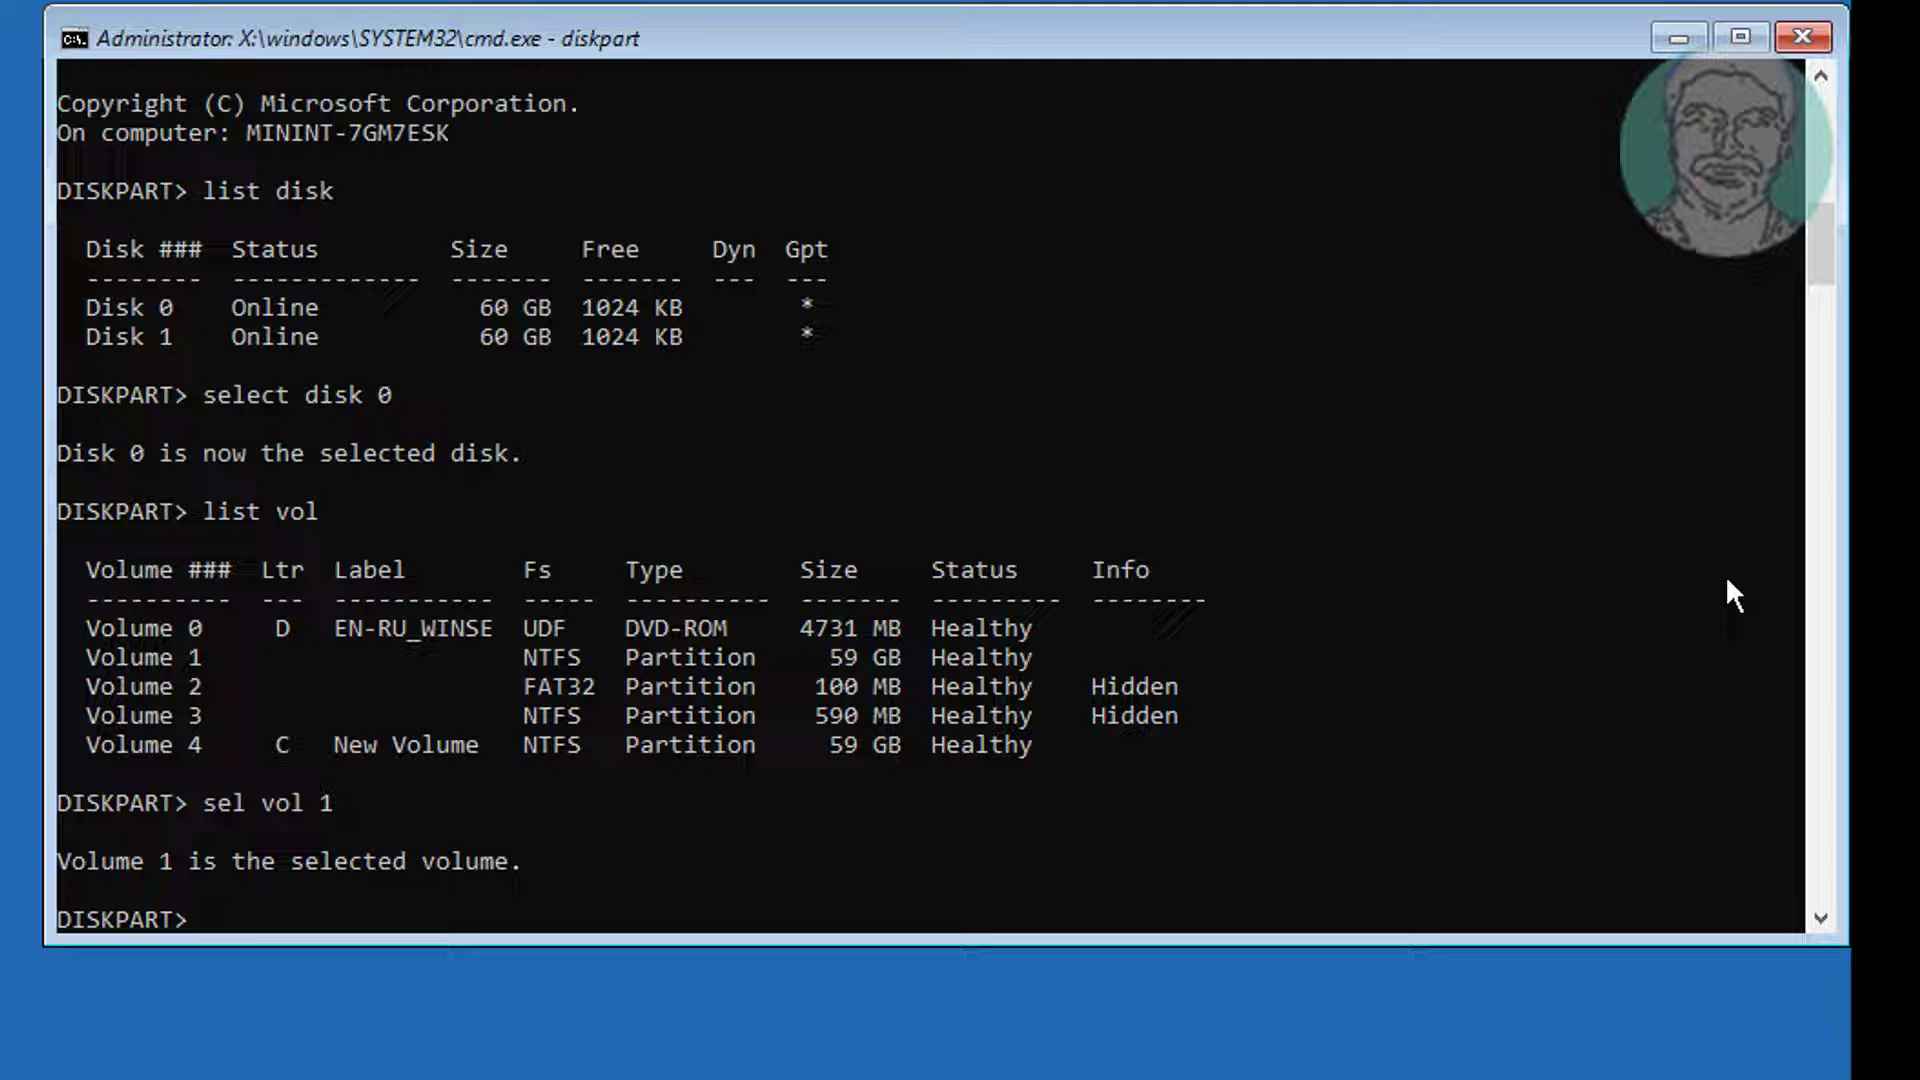 Administrator: X:\windows\SYSTEM32\cmd.exe - diskpart
Copyright (C) Microsoft Corporation.
On computer: MININT-7GM7ESK
DISKPART> list disk
Disk ###  Status         Size     Free     Dyn  Gpt
--------  -------------  -------  -------  ---  ---
Disk 0    Online           60 GB  1024 KB        *
Disk 1    Online           60 GB  1024 KB        *
DISKPART> select disk 0
Disk 0 is now the selected disk.
DISKPART> list vol
Volume ###  Ltr  Label        Fs     Type        Size     Status     Info
----------  ---  -----------  -----  ----------  -------  ---------  --------
Volume 0     D   EN-RU_WINSE  UDF    DVD-ROM     4731 MB  Healthy
Volume 1                      NTFS   Partition     59 GB  Healthy
Volume 2                      FAT32  Partition    100 MB  Healthy    Hidden
Volume 3                      NTFS   Partition    590 MB  Healthy    Hidden
Volume 4     C   New Volume   NTFS   Partition     59 GB  Healthy
DISKPART> sel vol 1
Volume 1 is the selected volume.
DISKPART>